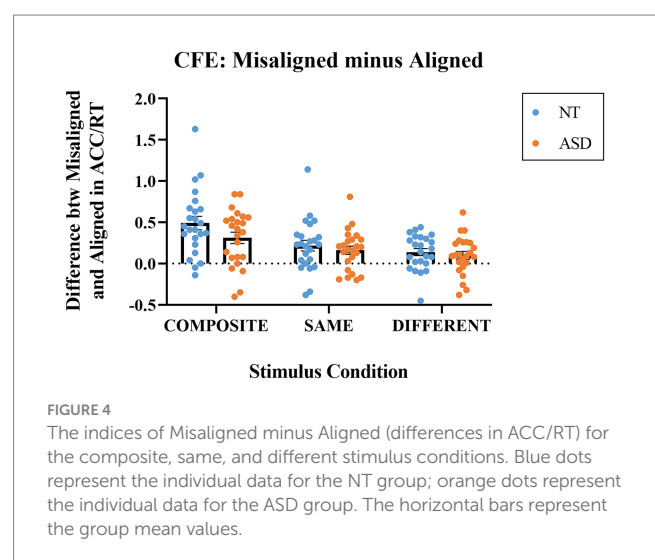 CFE: Misaligned minus Aligned
Difference btw Misaligned
and Aligned in ACC/RT
2.0
1.5
1.0
0.5
0.0
-0.5
NT
ASD
COMPOSITE SAME DIFFERENT
Stimulus Condition
FIGURE 4
The indices of Misaligned minus Aligned (differences in ACC/RT) for
the composite, same, and different stimulus conditions. Blue dots
represent the individual data for the NT group; orange dots represent
the individual data for the ASD group. The horizontal bars represent
the group mean values.